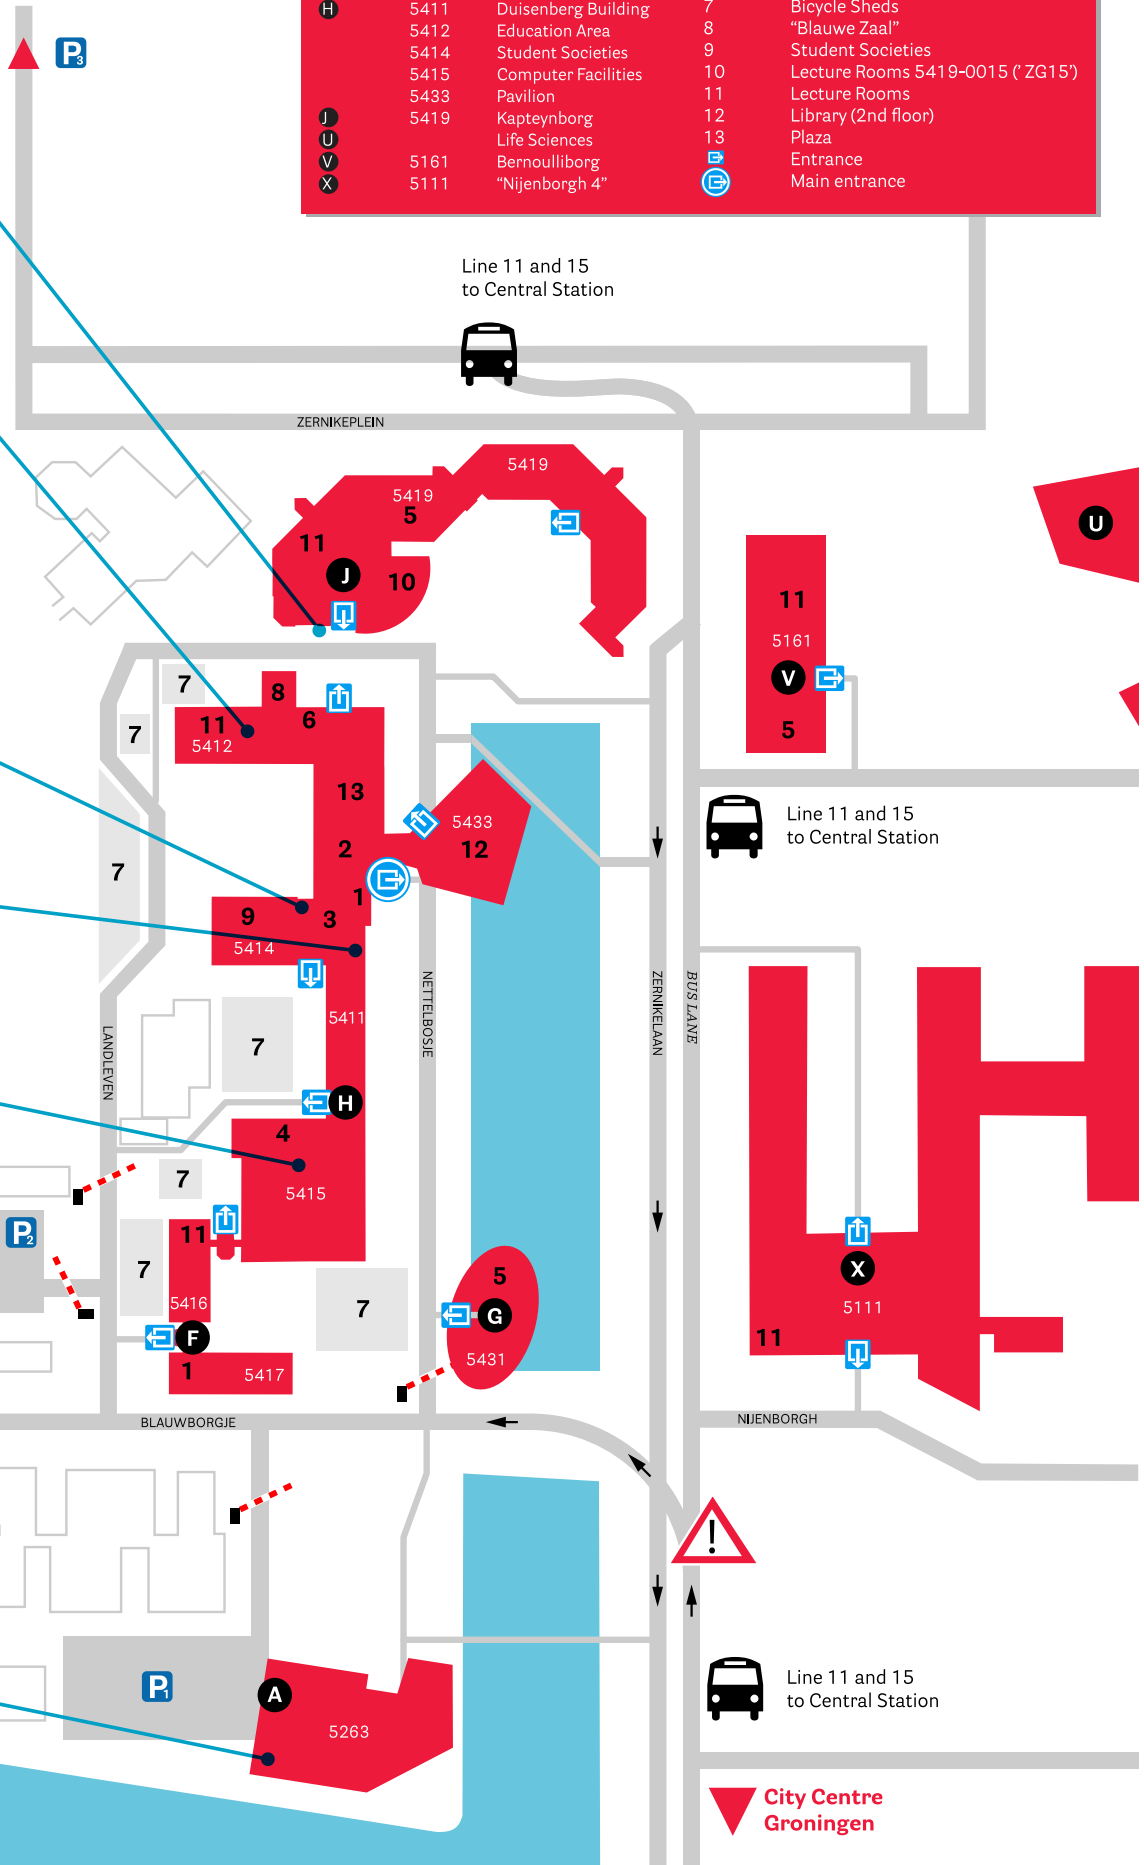 H 5411 Duisenberg Building 7 Bicycle Sheds
5412 Education Area 8 “Blauwe Zaal”
5414 Student Societies 9 Student Societies
5415 Computer Facilities 10 Lecture Rooms 5419-0015 (’ ZG15’)
5433 Pavilion 11 Lecture Rooms
J 5419 Kapteynborg 12 Library (2nd floor)
U Life Sciences 13 Plaza
V 5161 Bernoulliborg Entrance
X 5111 “Nijenborgh 4” Main entrance
P3
Line 11 and 15
to Central Station
ZERNIKEPLEIN
5419
5419
5
11
J
10
U
11
5161
V
5
7
8
6
11
5412
7
13
5433
12
2
7
1
9
3
5414
Line 11 and 15
to Central Station
5411
NETTELBOSJE
ZERNIKELAAN
BUS LANE
LANDLEVEN
7
H
4
7
5415
P2
11
7
5416
F
7
5
G
5431
1
5417
X
5111
11
BLAUWBORGJE
NIJENBORGH
!
P1
A
5263
Line 11 and 15
to Central Station
City Centre
Groningen